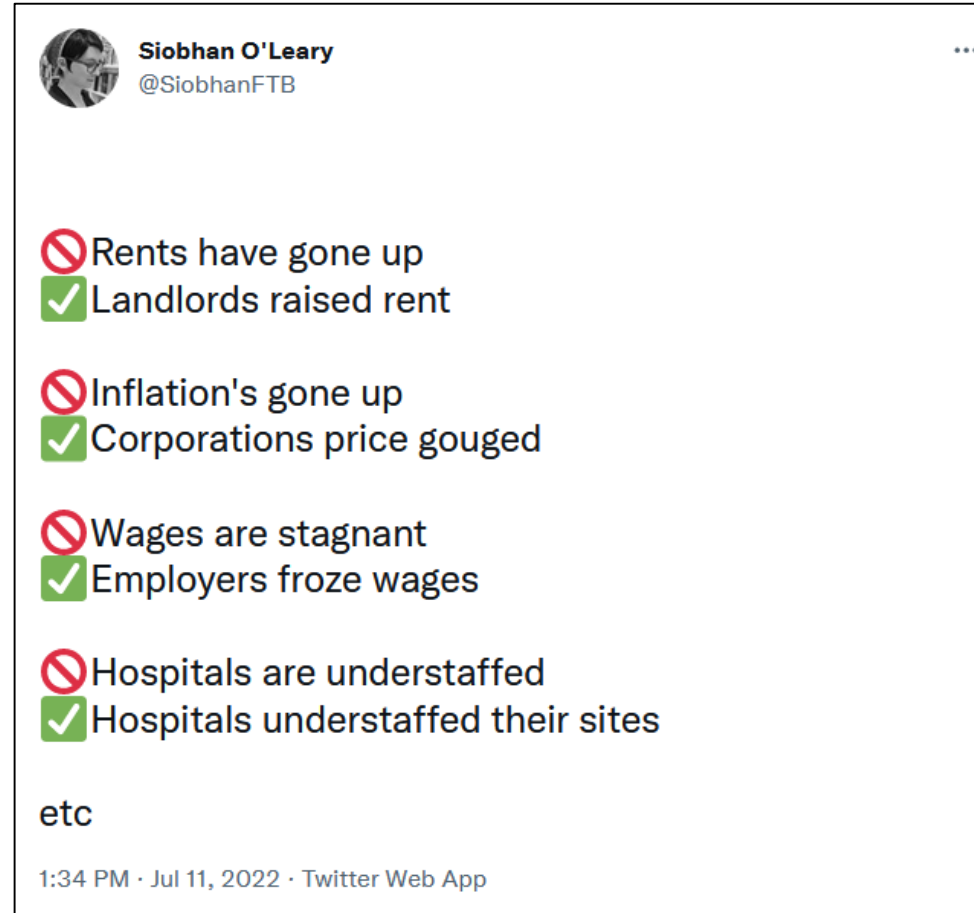 Siobhan O'Leary
@SiobhanFTB
🚫Rents have gone up
✅Landlords raised rent
🚫Inflation's gone up
✅Corporations price gouged
🚫Wages are stagnant
✅Employers froze wages
🚫Hospitals are understaffed
✅Hospitals understaffed their sites
etc
1:34 PM · Jul 11, 2022 · Twitter Web App